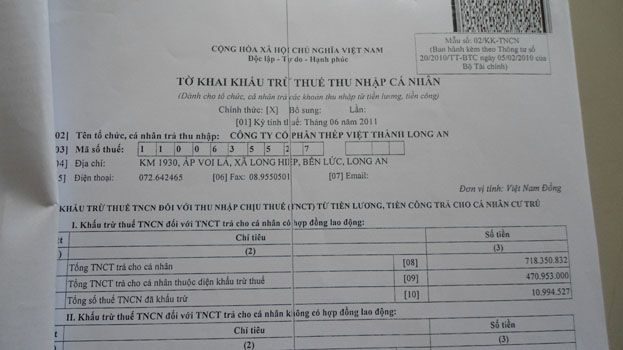 Mẫu số: 02/KK-TNCN
(Ban hành kèm theo Thông tư số
20/2010/TT-BTC ngày 05/02/2010 của
Bộ Tài chính)
CỘNG HÒA XÃ HỘI CHỦ NGHĨA VIỆT NAM
Độc lập - Tự do - Hạnh phúc
TỜ KHAI KHẤU TRỪ THUẾ THU NHẬP CÁ NHÂN
(Dành cho tổ chức, cá nhân trả các khoản thu nhập từ tiền lương, tiền công)
Chính thức: [X] Bổ sung: Lần:
[01] Kỳ tính thuế: Tháng 06 năm 2011
02] Tên tổ chức, cá nhân trả thu nhập: CÔNG TY CỔ PHẦN THÉP VIỆT THÀNH LONG AN
03] Mã số thuế: 1 1 0 0 6 3 5 5 2 7
04] Địa chỉ: KM 1930, ẤP VOI LÁ, XÃ LONG HIỆP, BẾN LỨC, LONG AN
5] Điện thoại: 072.642465 [06] Fax: 08.9550501 [07] Email:
Đơn vị tính: Việt Nam Đồng
KHẤU TRỪ THUẾ TNCN ĐỐI VỚI THU NHẬP CHỊU THUẾ (TNCT) TỪ TIỀN LƯƠNG, TIỀN CÔNG TRẢ CHO CÁ NHÂN CƯ TRÚ
I. Khấu trừ thuế TNCN đối với TNCT trả cho cá nhân có hợp đồng lao động:
tt Chỉ tiêu Số tiền
) (2) (3)
Tổng TNCT trả cho cá nhân [08] 718.350.832
Tổng TNCT trả cho cá nhân thuộc diện khấu trừ thuế [09] 470.953.000
Tổng số thuế TNCN đã khấu trừ [10] 10.994.527
II. Khấu trừ thuế TNCN đối với TNCT trả cho cá nhân không có hợp đồng lao động:
tt Chỉ tiêu Số tiền
(2) (3)